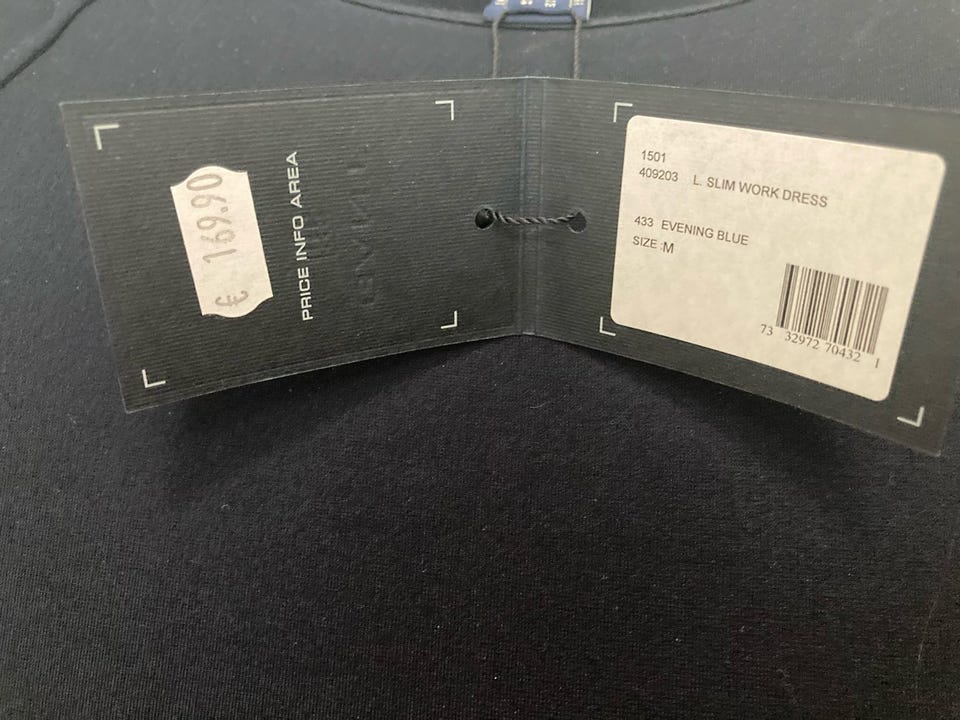 € 169.90
PRICE INFO AREA
1501
409203 L. SLIM WORK DRESS
433 EVENING BLUE
SIZE :M
73 32972 70432 1